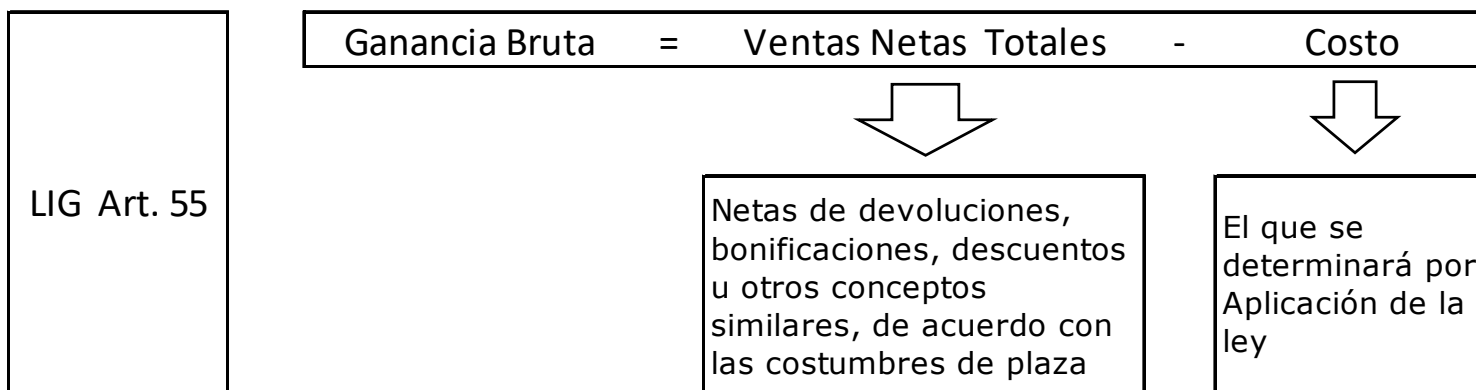 Ganancia Bruta = Ventas Netas Totales - Costo
LIG Art. 55
Netas de devoluciones,
bonificaciones, descuentos
u otros conceptos
similares, de acuerdo con
las costumbres de plaza
El que se
determinará por
Aplicación de la
ley